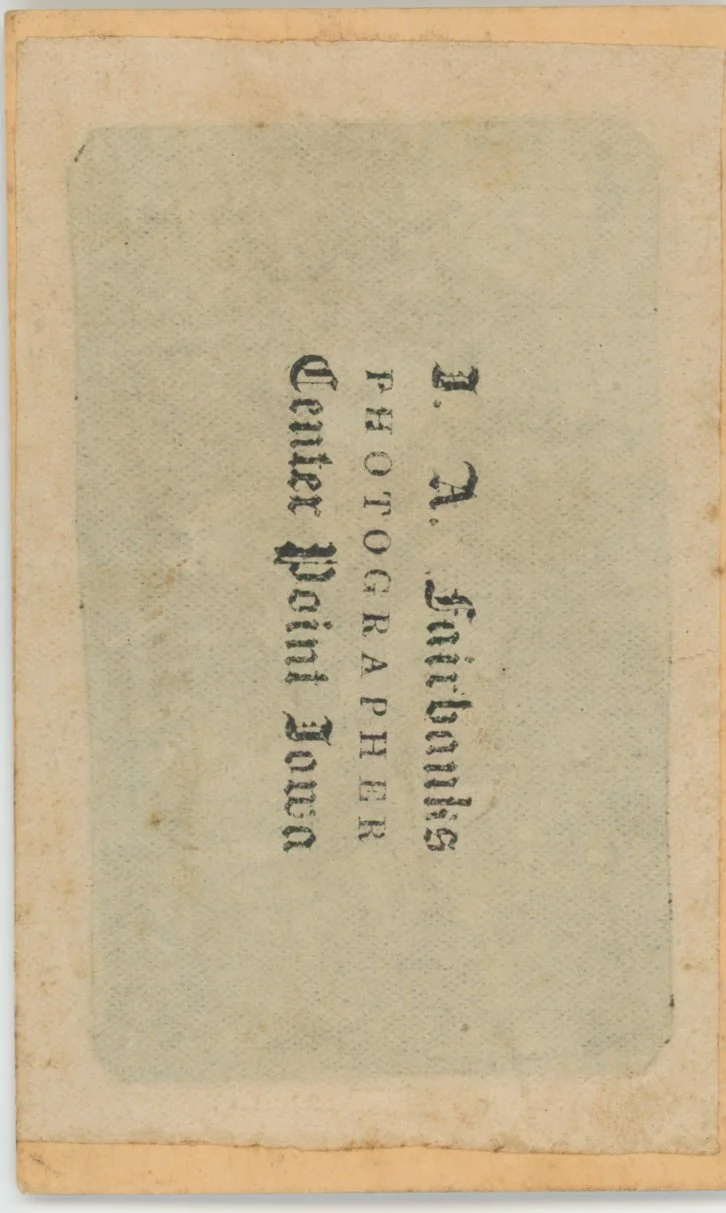 I. A. Fairbanks
PHOTOGRAPHER
Center Point Iowa